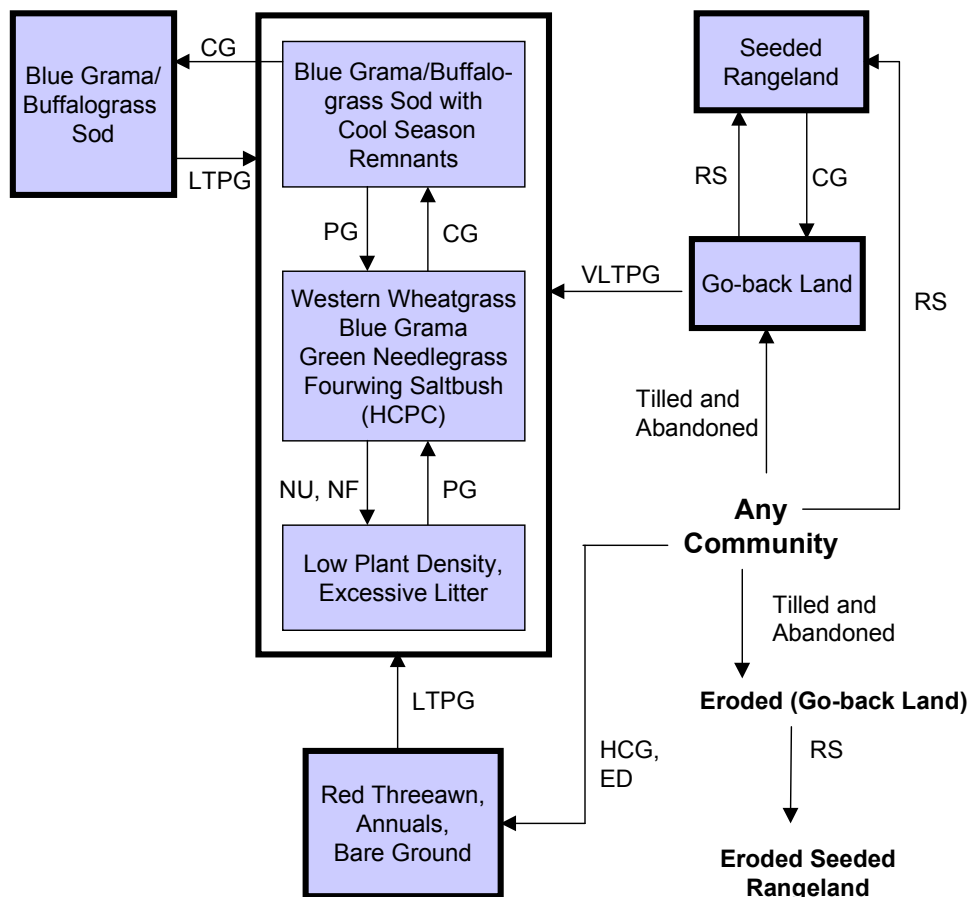 Blue Grama/
Buffalograss
Sod
CG
LTPG
Blue Grama/Buffalo-
grass Sod with
Cool Season
Remnants
PG
CG
Western Wheatgrass
Blue Grama
Green Needlegrass
Fourwing Saltbush
(HCPC)
NU, NF
PG
Low Plant Density,
Excessive Litter
LTPG
Red Threeawn,
Annuals,
Bare Ground
Seeded
Rangeland
RS
CG
VLTPG
Go-back Land
RS
Tilled and
Abandoned
Any
Community
Tilled and
Abandoned
HCG,
ED
Eroded (Go-back Land)
RS
Eroded Seeded
Rangeland